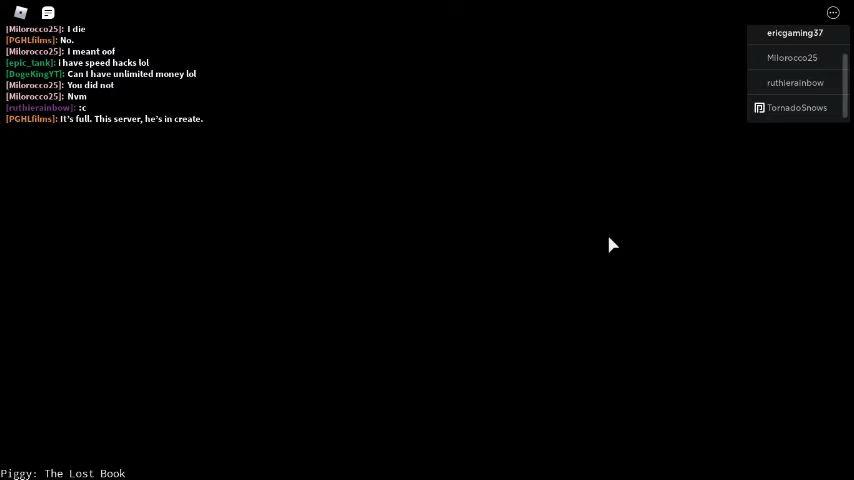 [Milorocco25]: I die
[PGHLfilms]: No.
[Milorocco25]: I meant oof
[epic_tank]: i have speed hacks lol
[DogeKingYT]: Can I have unlimited money lol
[Milorocco25]: You did not
[Milorocco25]: Nvm
[ruthierainbow]: :c
[PGHLfilms]: It's full. This server, he's in create.
ericgaming37
Milorocco25
ruthierainbow
TornadoSnows
Piggy: The Lost Book